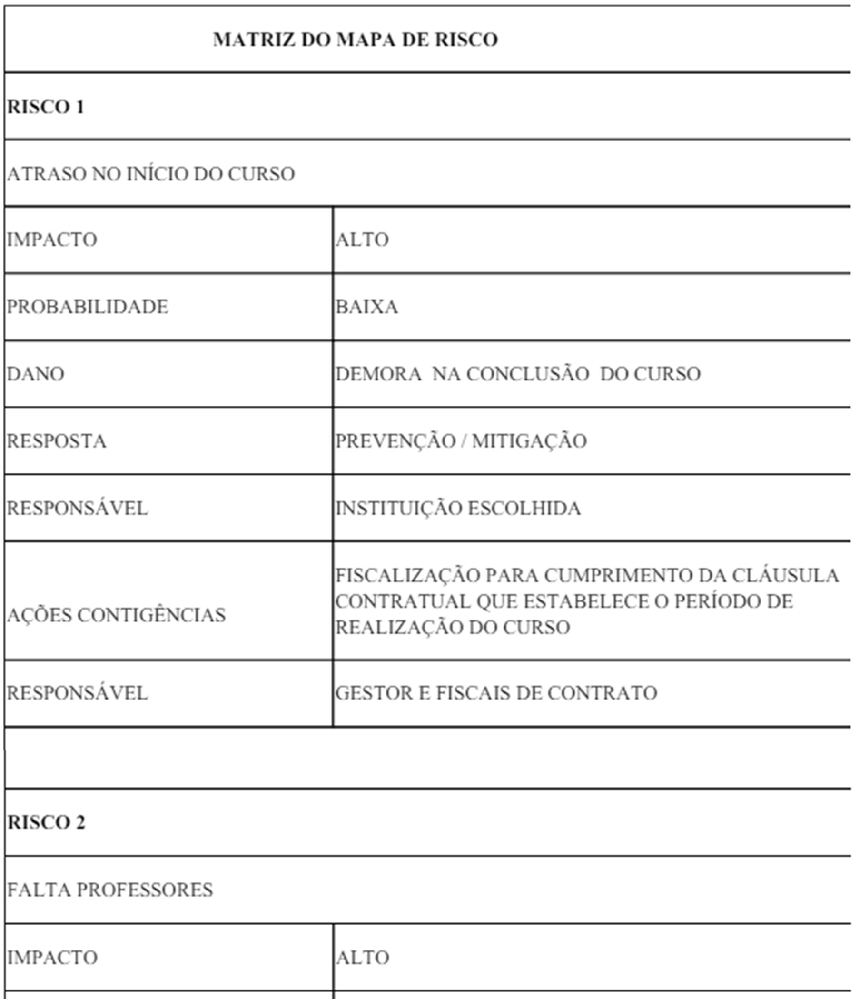 MATRIZ DO MAPA DE RISCO
RISCO 1
ATRASO NO INÍCIO DO CURSO
IMPACTO
ALTO
PROBABILIDADE
BAIXA
DANO
DEMORA NA CONCLUSÃO DO CURSO
RESPOSTA
PREVENÇÃO / MITIGAÇÃO
RESPONSÁVEL
INSTITUIÇÃO ESCOLHIDA
AÇÕES CONTIGÊNCIAS
FISCALIZAÇÃO PARA CUMPRIMENTO DA CLÁUSULA
CONTRATUAL QUE ESTABELECE O PERÍODO DE
REALIZAÇÃO DO CURSO
RESPONSÁVEL
GESTOR E FISCAIS DE CONTRATO
RISCO 2
FALTA PROFESSORES
IMPACTO
ALTO